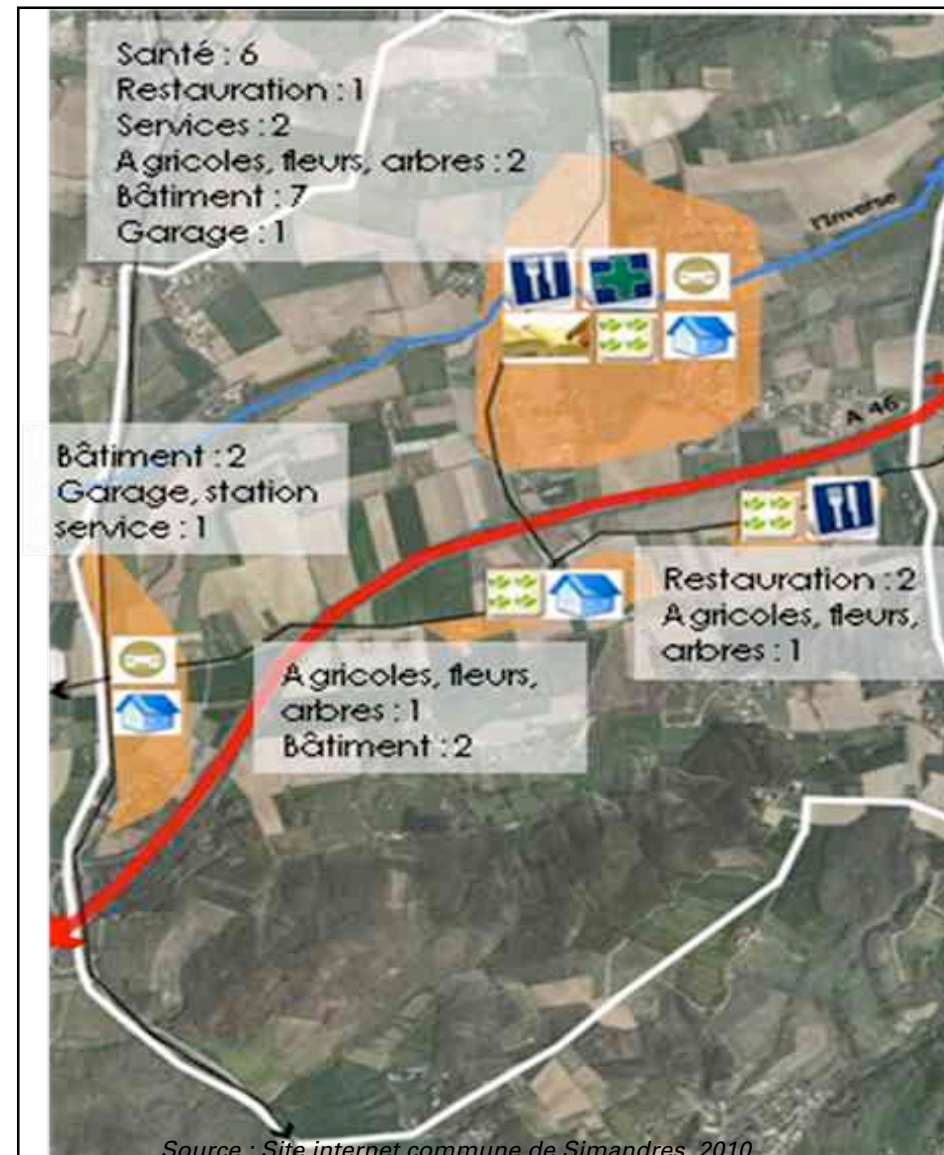 Santé : 6
Restauration : 1
Services : 2
Agricoles, fleurs, arbres : 2
Bâtiment : 7
Garage : 1
l'Inverse
A 46
Bâtiment : 2
Garage, station
service : 1
Restauration : 2
Agricoles, fleurs,
arbres : 1
Agricoles, fleurs,
arbres : 1
Bâtiment : 2
Source : Site internet commune de Simandres, 2010